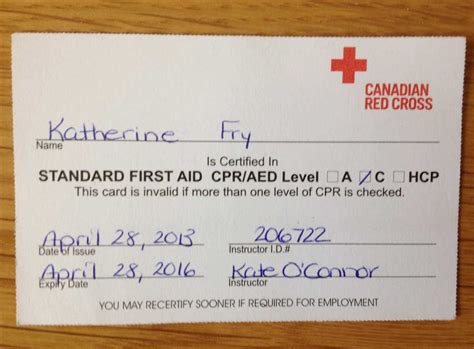 CANADIAN
RED CROSS
Katherine Fry
Name
Is Certified In
STANDARD FIRST AID CPR/AED Level ☐ A ☑ C ☐ HCP
This card is invalid if more than one level of CPR is checked.
April 28, 2013 206722
Date of Issue Instructor I.D.#
April 28, 2016 Kate O'Connor
Expiry Date Instructor
YOU MAY RECERTIFY SOONER IF REQUIRED FOR EMPLOYMENT